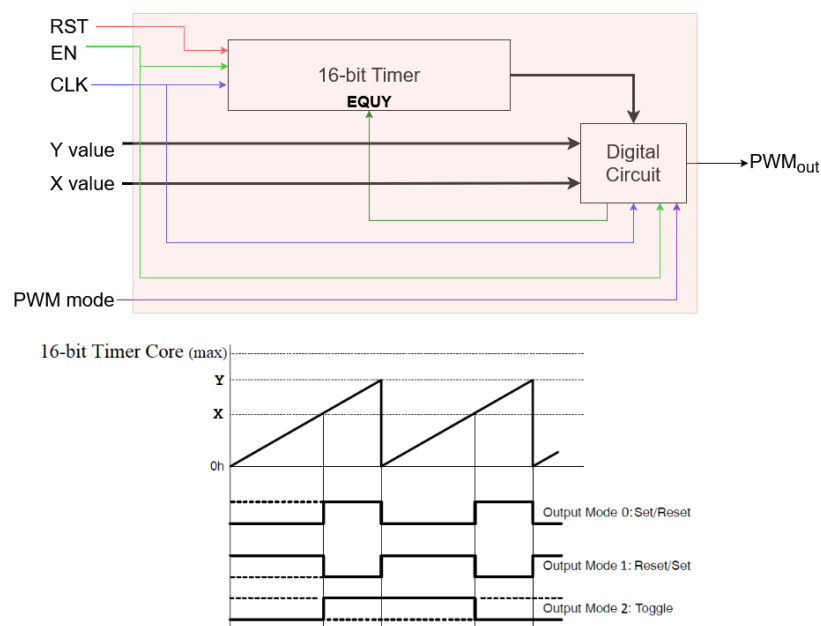 RST
EN
CLK
16-bit Timer
EQUY
Y value
X value
Digital
Circuit
PWMout
PWM mode
16-bit Timer Core (max)
Y
X
0h
Output Mode 0:Set/Reset
Output Mode 1: Reset/Set
Output Mode 2: Toggle